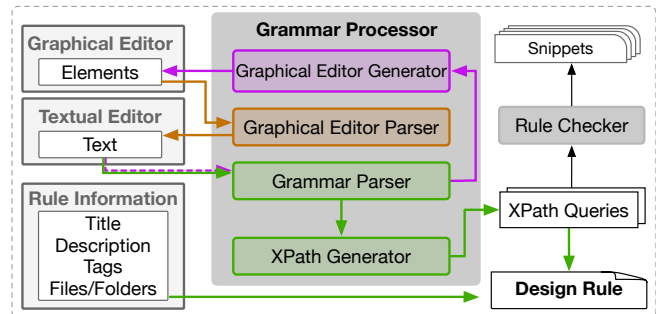 Graphical Editor
Elements
Textual Editor
Text
Rule Information
Title
Description
Tags
Files/Folders
Grammar Processor
Graphical Editor Generator
Graphical Editor Parser
Grammar Parser
XPath Generator
Snippets
Rule Checker
XPath Queries
Design Rule